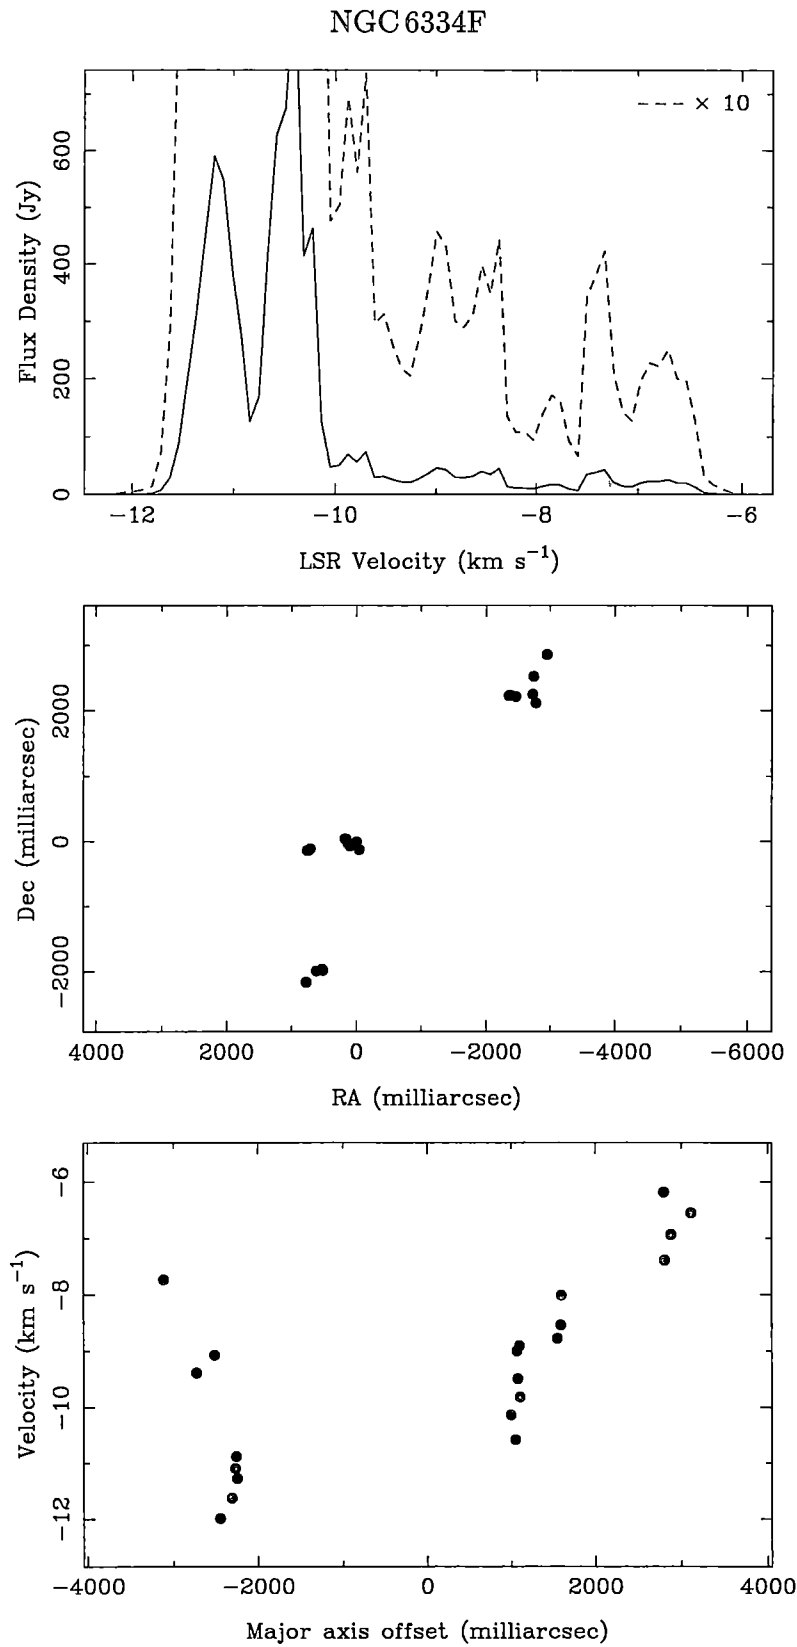 NGC 6334F
- - - - × 10
Flux Density (Jy)
0 200 400 600
−12 −10 −8 −6
LSR Velocity (km s⁻¹)
Dec (milliarcsec)
−2000 0 2000
4000 2000 0 −2000 −4000 −6000
RA (milliarcsec)
Velocity (km s⁻¹)
−12 −10 −8 −6
−4000 −2000 0 2000 4000
Major axis offset (milliarcsec)